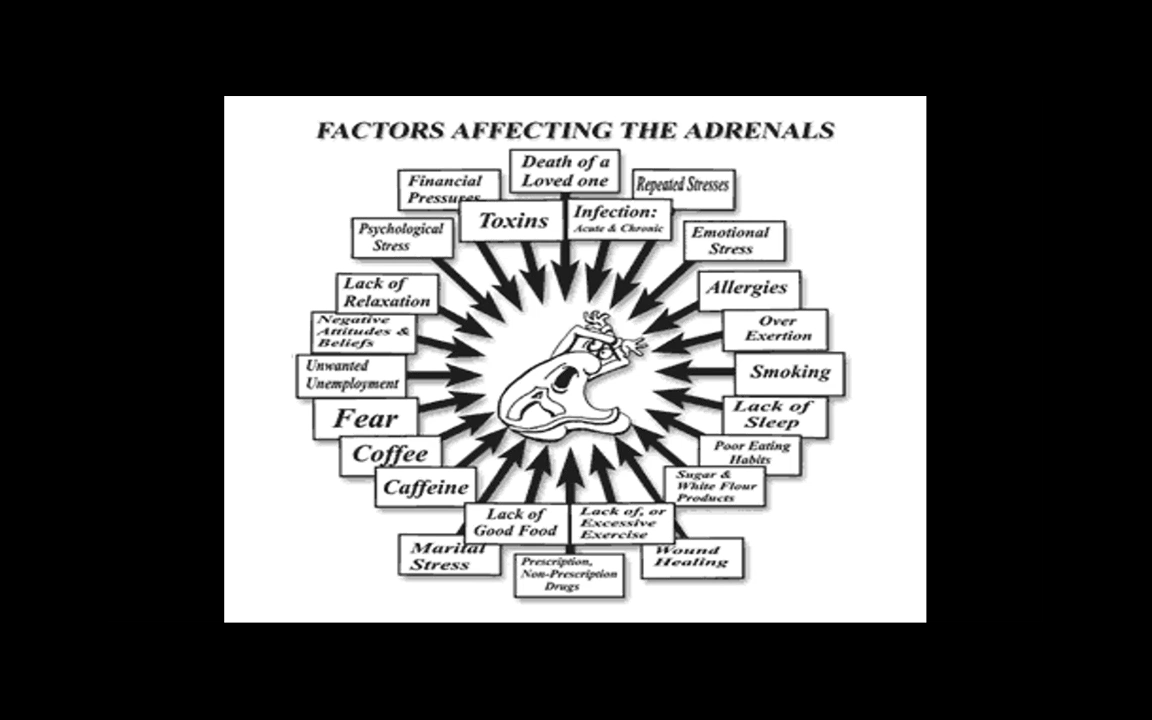 FACTORS AFFECTING THE ADRENALS
Death of a
Loved one
Financial
Pressures
Repeated Stresses
Toxins
Infection:
Acute & Chronic
Psychological
Stress
Emotional
Stress
Lack of
Relaxation
Allergies
Negative
Attitudes &
Beliefs
Over
Exertion
Unwanted
Unemployment
Smoking
Fear
Lack of
Sleep
Coffee
Poor Eating
Habits
Caffeine
Sugar &
White Flour
Products
Lack of
Good Food
Lack of, or
Excessive
Exercise
Marital
Stress
Wound
Healing
Prescription,
Non-Prescription
Drugs